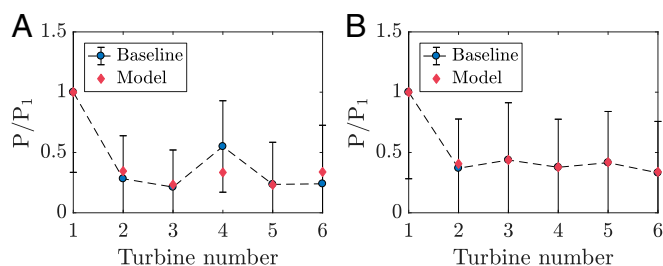 A
B
1.5
1
0.5
0
P/P1
Baseline
Model
1 2 3 4 5 6
Turbine number
1.5
1
0.5
0
P/P1
Baseline
Model
1 2 3 4 5 6
Turbine number